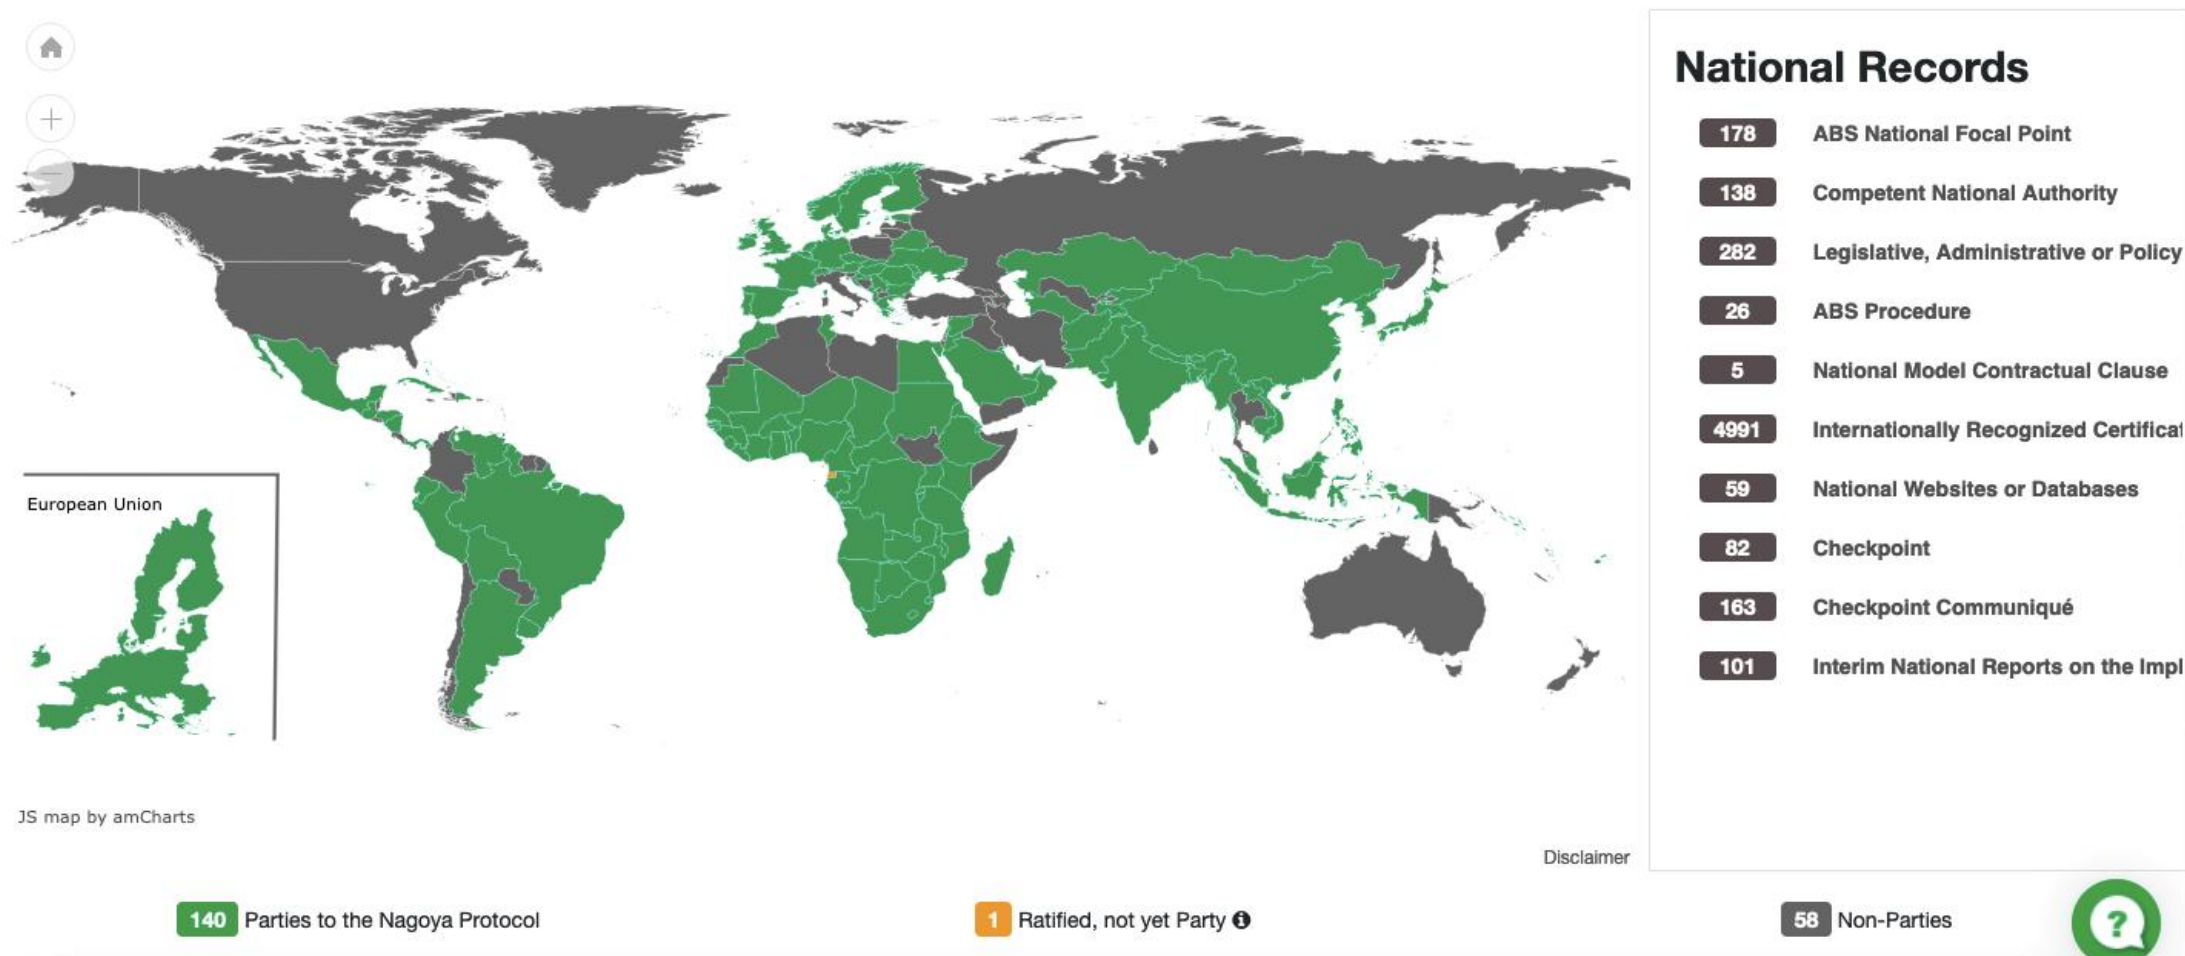 National Records
178 ABS National Focal Point
138 Competent National Authority
282 Legislative, Administrative or Policy
26 ABS Procedure
5 National Model Contractual Clause
4991 Internationally Recognized
59 National Websites or Databases
82 Checkpoint
163 Checkpoint Communiqué
101 Interim National Reports on the
European Union
JS map by amCharts
Disclaimer
140 Parties to the Nagoya Protocol
1 Ratified, not yet Party
58 Non-Parties
?